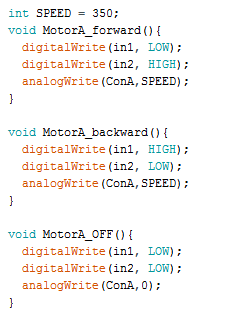 int SPEED = 350;
void MotorA_forward(){
  digitalWrite(in1, LOW);
  digitalWrite(in2, HIGH);
  analogWrite(ConA,SPEED);
}

void MotorA_backward(){
  digitalWrite(in1, HIGH);
  digitalWrite(in2, LOW);
  analogWrite(ConA,SPEED);
}

void MotorA_OFF(){
  digitalWrite(in1, LOW);
  digitalWrite(in2, LOW);
  analogWrite(ConA,0);
}